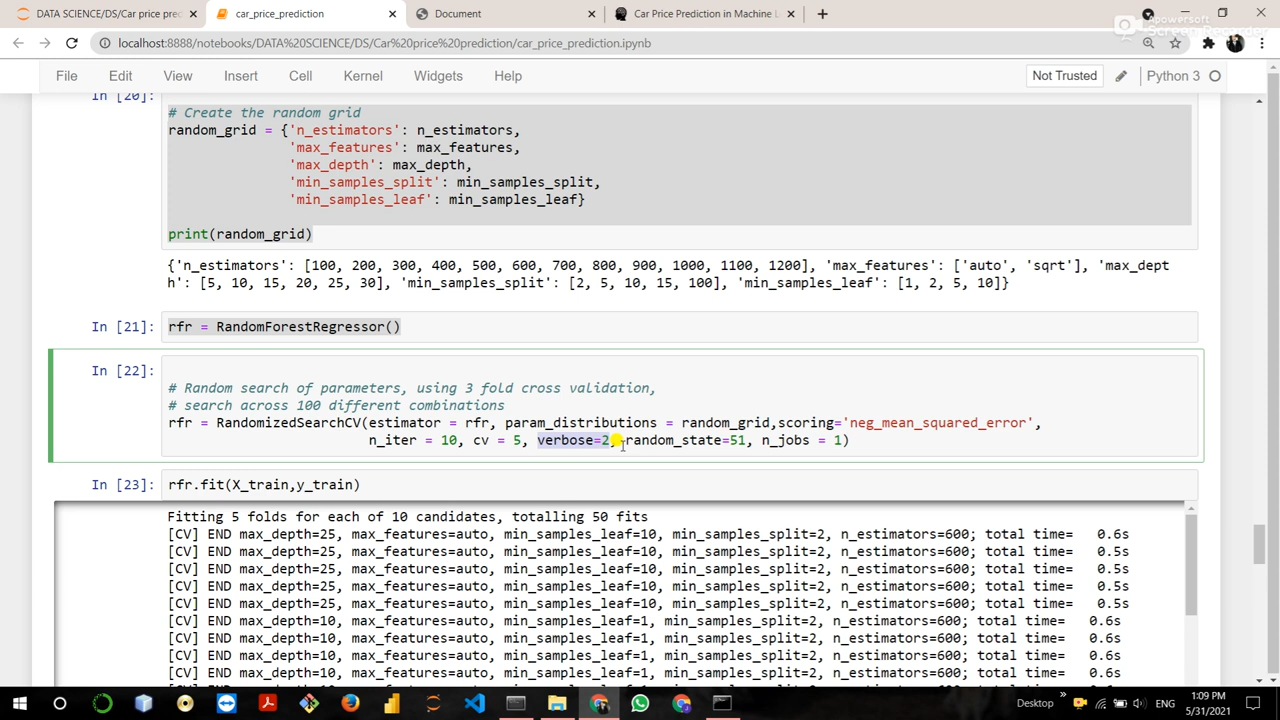 DATA SCIENCE/DS/Car price pred
car_price_prediction
Document
Car Price Prediction in Machine L
Apowersoft
localhost:8888/notebooks/DATA%20SCIENCE/DS/Car%20price%20prediction/car_price_prediction.ipynb
File Edit View Insert Cell Kernel Widgets Help
Not Trusted
Python 3
In [20]:
# Create the random grid
random_grid = {'n_estimators': n_estimators,
'max_features': max_features,
'max_depth': max_depth,
'min_samples_split': min_samples_split,
'min_samples_leaf': min_samples_leaf}
print(random_grid)
{'n_estimators': [100, 200, 300, 400, 500, 600, 700, 800, 900, 1000, 1100, 1200], 'max_features': ['auto', 'sqrt'], 'max_dept
h': [5, 10, 15, 20, 25, 30], 'min_samples_split': [2, 5, 10, 15, 100], 'min_samples_leaf': [1, 2, 5, 10]}
In [21]: rfr = RandomForestRegressor()
In [22]:
# Random search of parameters, using 3 fold cross validation,
# search across 100 different combinations
rfr = RandomizedSearchCV(estimator = rfr, param_distributions = random_grid,scoring='neg_mean_squared_error',
n_iter = 10, cv = 5, verbose=2, random_state=51, n_jobs = 1)
In [23]: rfr.fit(X_train,y_train)
Fitting 5 folds for each of 10 candidates, totalling 50 fits
[CV] END max_depth=25, max_features=auto, min_samples_leaf=10, min_samples_split=2, n_estimators=600; total time= 0.6s
[CV] END max_depth=25, max_features=auto, min_samples_leaf=10, min_samples_split=2, n_estimators=600; total time= 0.5s
[CV] END max_depth=25, max_features=auto, min_samples_leaf=10, min_samples_split=2, n_estimators=600; total time= 0.5s
[CV] END max_depth=25, max_features=auto, min_samples_leaf=10, min_samples_split=2, n_estimators=600; total time= 0.5s
[CV] END max_depth=25, max_features=auto, min_samples_leaf=10, min_samples_split=2, n_estimators=600; total time= 0.5s
[CV] END max_depth=10, max_features=auto, min_samples_leaf=1, min_samples_split=2, n_estimators=600; total time= 0.6s
[CV] END max_depth=10, max_features=auto, min_samples_leaf=1, min_samples_split=2, n_estimators=600; total time= 0.6s
[CV] END max_depth=10, max_features=auto, min_samples_leaf=1, min_samples_split=2, n_estimators=600; total time= 0.6s
[CV] END max_depth=10, max_features=auto, min_samples_leaf=1, min_samples_split=2, n_estimators=600; total time= 0.6s
Desktop
ENG
1:09 PM
5/31/2021